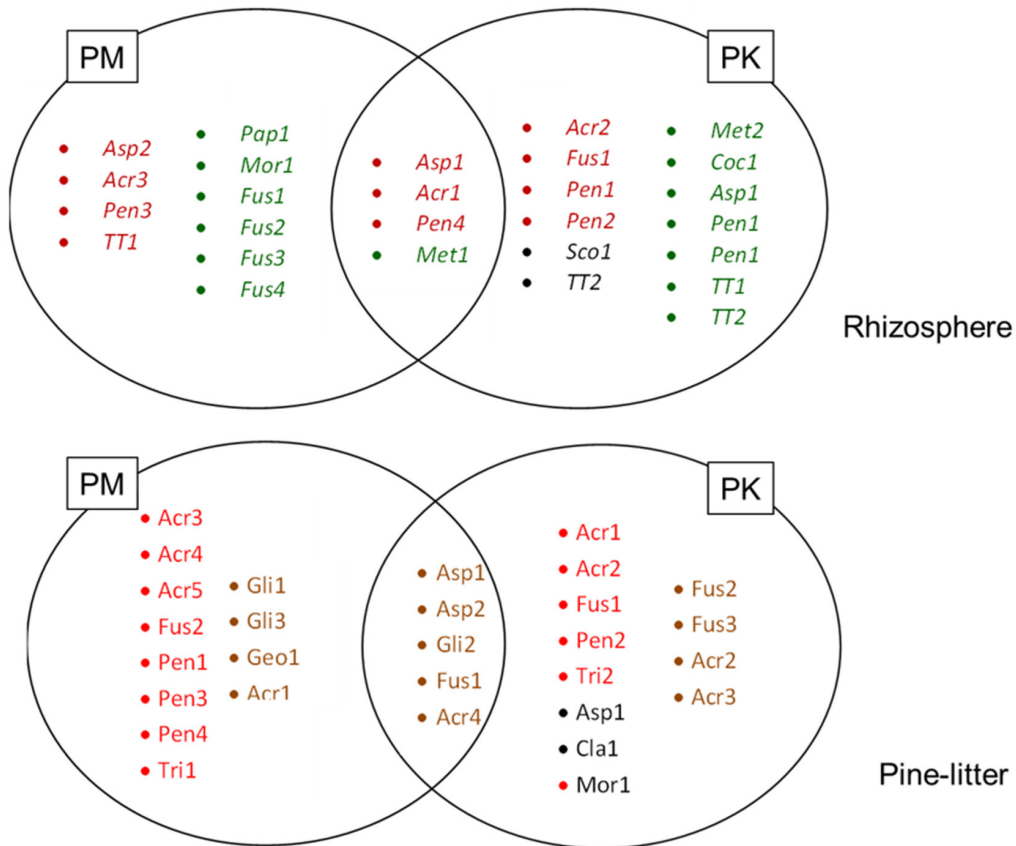 PM
PK
Asp2
Acr3
Pen3
TT1
Pap1
Mor1
Fus1
Fus2
Fus3
Fus4
Asp1
Acr1
Pen4
Met1
Acr2
Fus1
Pen1
Pen2
Sco1
TT2
Met2
Coc1
Asp1
Pen1
Pen1
TT1
TT2
Rhizosphere
PM
PK
Acr3
Acr4
Acr5
Fus2
Pen1
Pen3
Pen4
Tri1
Gli1
Gli3
Geo1
Acr1
Asp1
Asp2
Gli2
Fus1
Acr4
Acr1
Acr2
Fus1
Pen2
Tri2
Asp1
Cla1
Mor1
Fus2
Fus3
Acr2
Acr3
Pine-litter